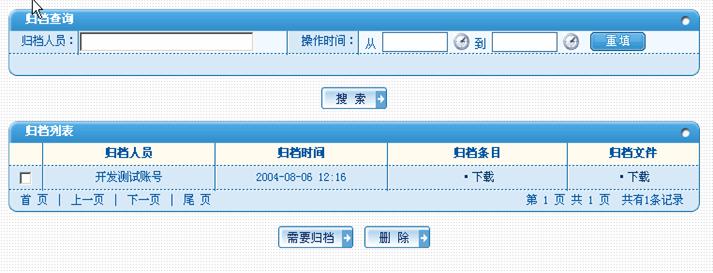 归档查询
归档人员： 操作时间： 从 到 重 填
搜 索
归档列表
归档人员 归档时间 归档条目 归档文件
开发测试账号 2004-08-06 12:16 ·下载 ·下载
首 页 | 上一页 | 下一页 | 尾 页 第 1 页 共 1 页 共有1条记录
需要归档 删 除